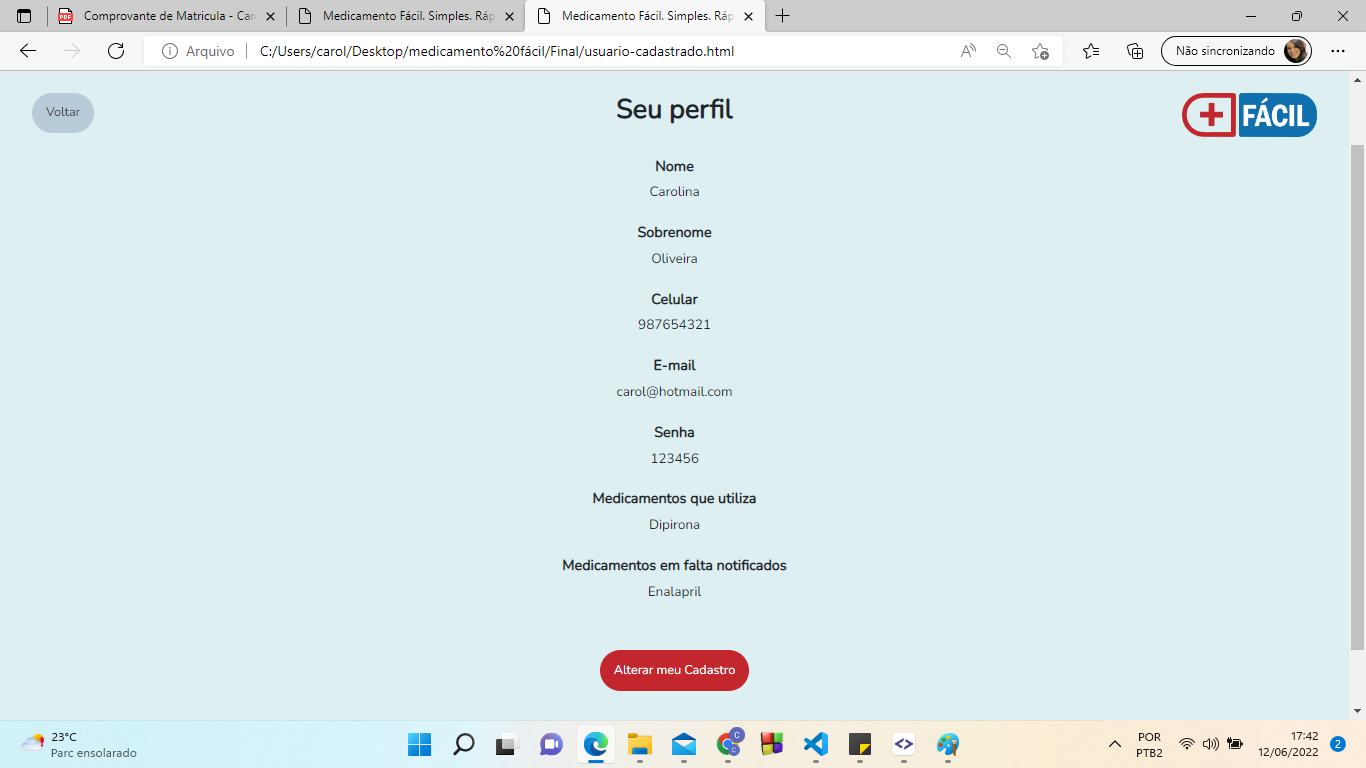 Comprovante de Matricula - Caro
Medicamento Fácil. Simples. Ráp
Medicamento Fácil. Simples. Ráp
Arquivo
C:/Users/carol/Desktop/medicamento%20fácil/Final/usuario-cadastrado.html
Não sincronizando
Voltar
Seu perfil
FÁCIL
Nome
Carolina
Sobrenome
Oliveira
Celular
987654321
E-mail
carol@hotmail.com
Senha
123456
Medicamentos que utiliza
Dipirona
Medicamentos em falta notificados
Enalapril
Alterar meu Cadastro
23°C
Parc ensolarado
POR
PTB2
17:42
12/06/2022
2